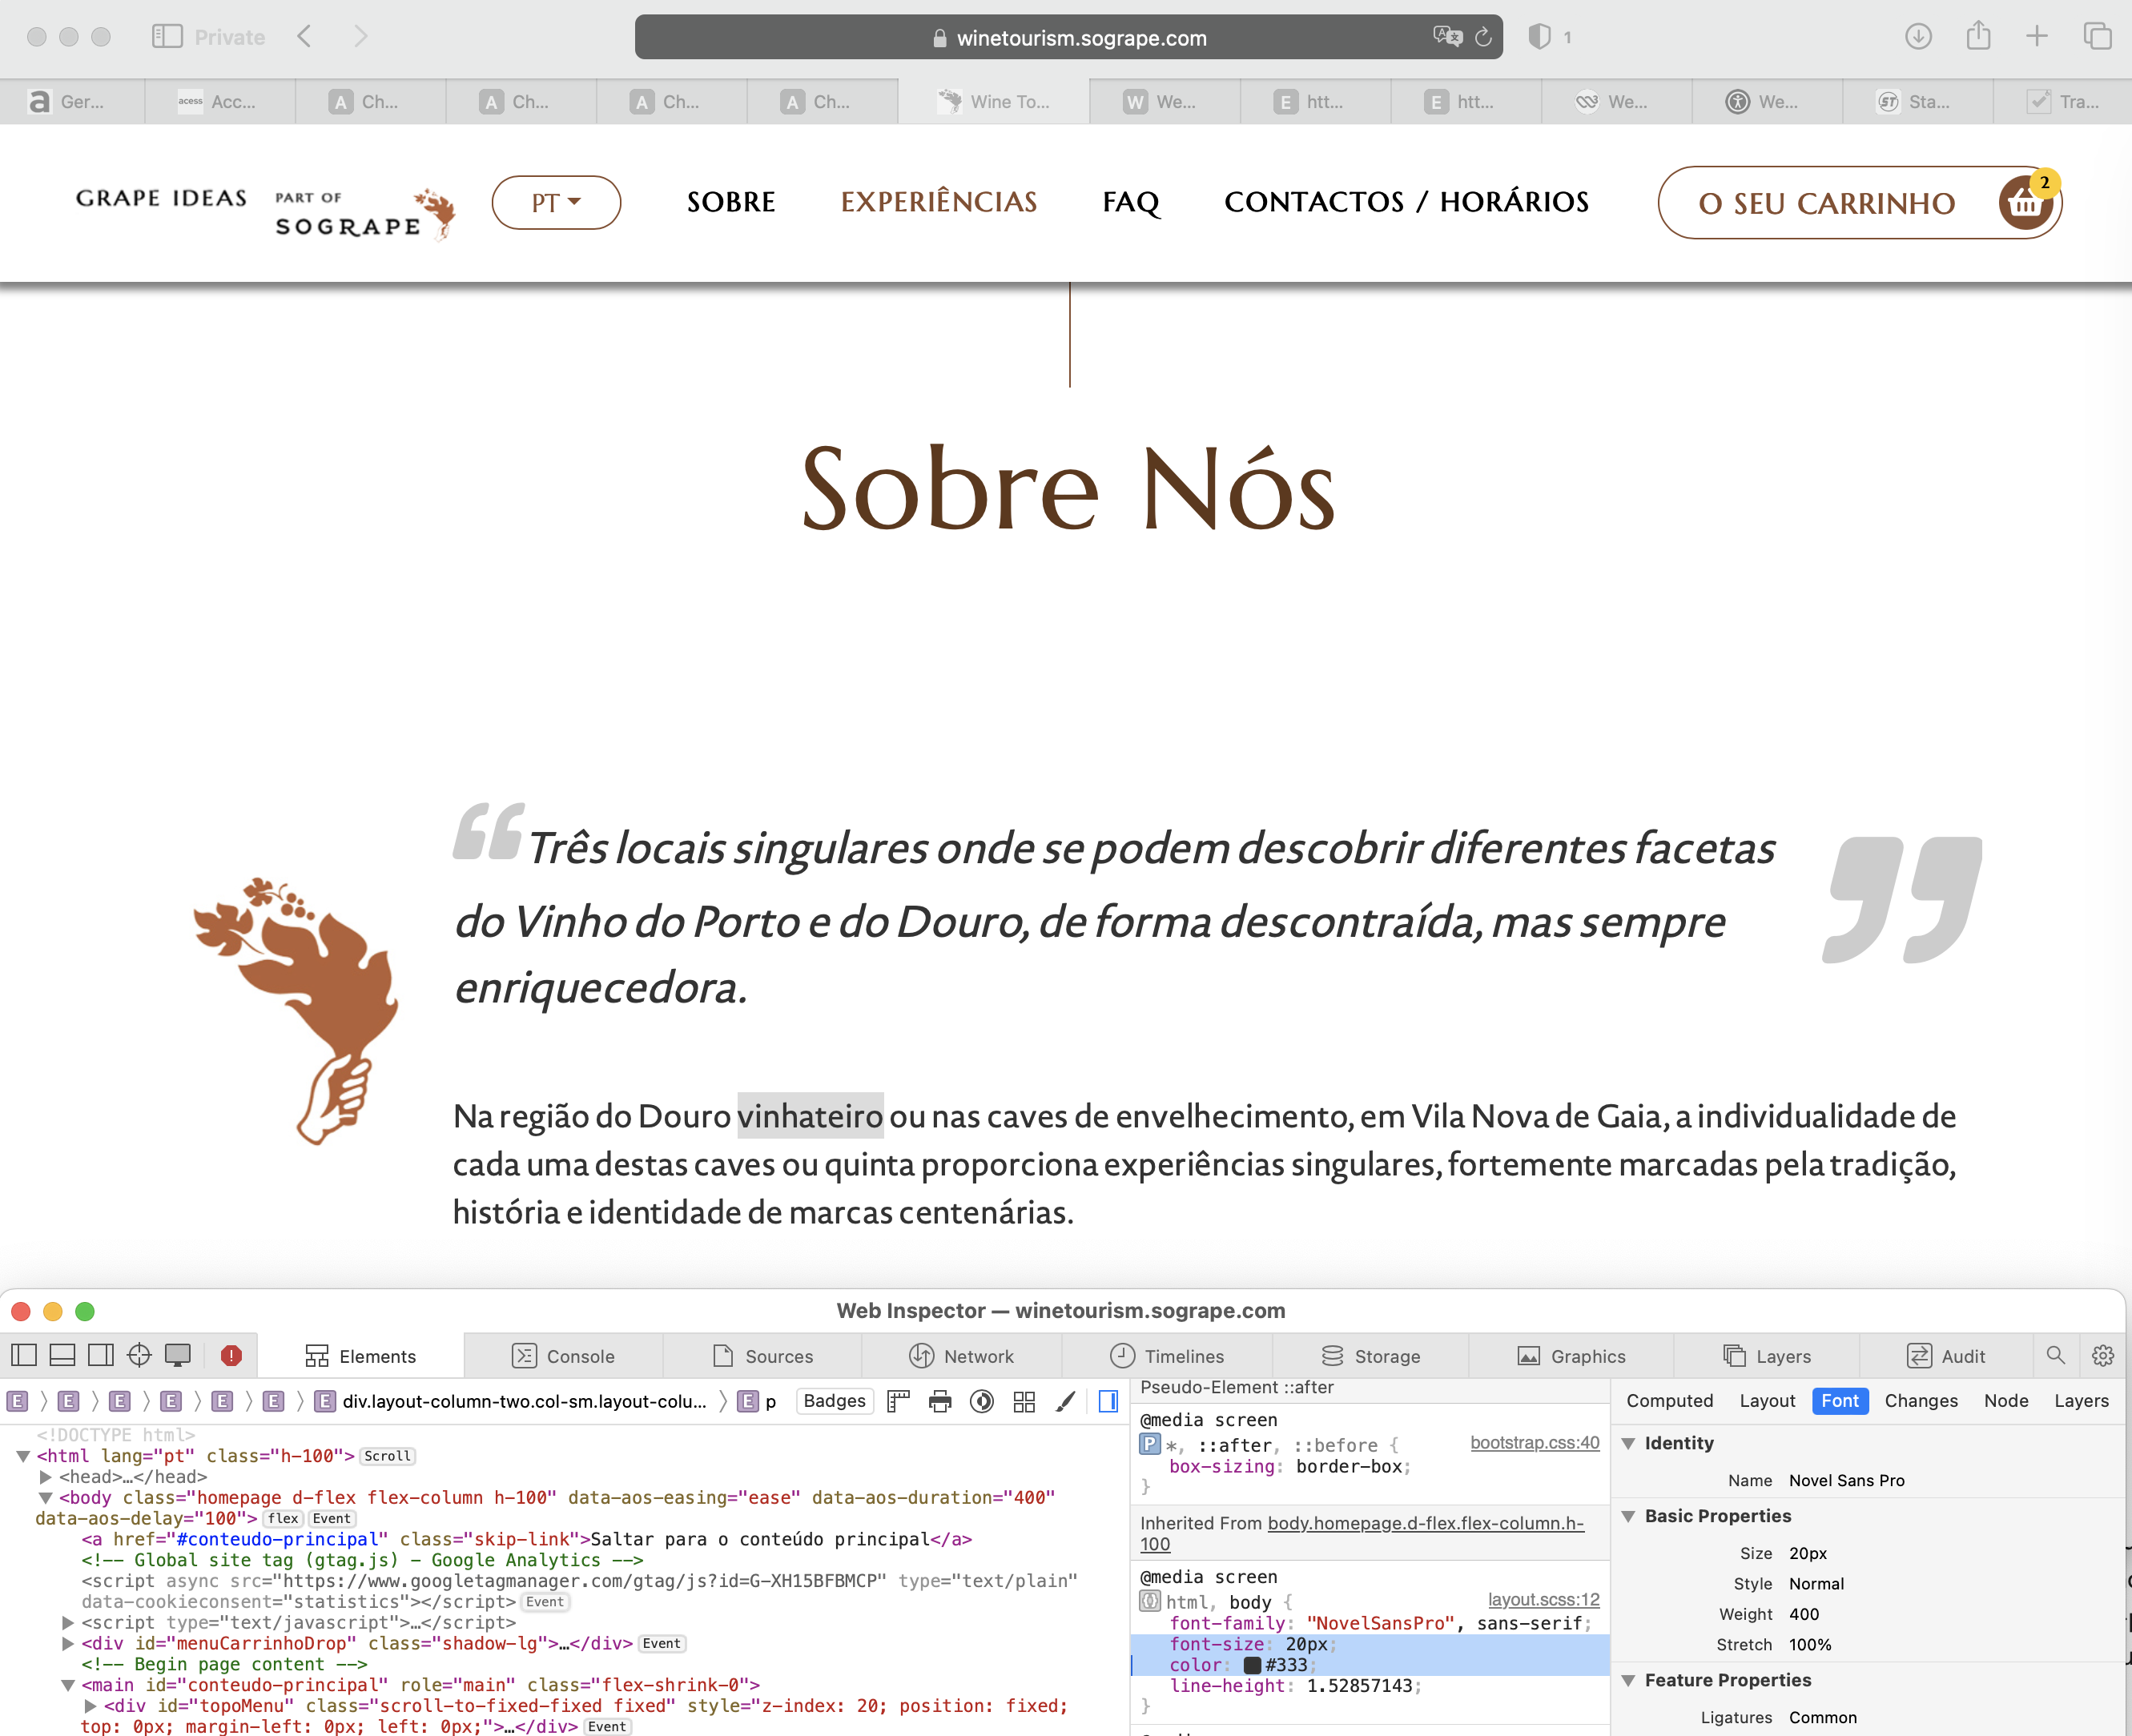 Private
winetourism.sogrape.com
1
a Ger...
acess Acc...
A Ch...
A Ch...
A Ch...
A Ch...
Wine To...
W We...
E htt...
E htt...
We...
We...
ST Sta...
Tra...
GRAPE IDEAS
PART OF
SOGRAPE
PT
SOBRE
EXPERIÊNCIAS
FAQ
CONTACTOS / HORÁRIOS
O SEU CARRINHO
2
Sobre Nós
“Três locais singulares onde se podem descobrir diferentes facetas
do Vinho do Porto e do Douro, de forma descontraída, mas sempre
enriquecedora.
”
Na região do Douro vinhateiro ou nas caves de envelhecimento, em Vila Nova de Gaia, a individualidade de
cada uma destas caves ou quinta proporciona experiências singulares, fortemente marcadas pela tradição,
história e identidade de marcas centenárias.
Web Inspector — winetourism.sogrape.com
Elements
Console
Sources
Network
Timelines
Storage
Graphics
Layers
Audit
E E E E E E E div.layout-column-two.col-sm.layout-colu... E p
Badges
<!DOCTYPE html>
<html lang="pt" class="h-100"> Scroll
<head>…</head>
<body class="homepage d-flex flex-column h-100" data-aos-easing="ease" data-aos-duration="400"
data-aos-delay="100"> flex Event
<a href="#conteudo-principal" class="skip-link">Saltar para o conteúdo principal</a>
<!-- Global site tag (gtag.js) - Google Analytics -->
<script async src="https://www.googletagmanager.com/gtag/js?id=G-XH15BFBMCP" type="text/plain"
data-cookieconsent="statistics"></script> Event
<script type="text/javascript">…</script>
<div id="menuCarrinhoDrop" class="shadow-lg">…</div> Event
<!-- Begin page content -->
<main id="conteudo-principal" role="main" class="flex-shrink-0">
<div id="topoMenu" class="scroll-to-fixed-fixed fixed" style="z-index: 20; position: fixed;
top: 0px; margin-left: 0px; left: 0px;">…</div> Event
Pseudo-Element ::after
@media screen
P *, ::after, ::before { bootstrap.css:40
box-sizing: border-box;
}
Inherited From body.homepage.d-flex.flex-column.h-
100
@media screen
html, body { layout.scss:12
font-family: "NovelSansPro", sans-serif;
font-size: 20px;
color: #333;
line-height: 1.52857143;
}
Computed
Layout
Font
Changes
Node
Layers
Identity
Name Novel Sans Pro
Basic Properties
Size 20px
Style Normal
Weight 400
Stretch 100%
Feature Properties
Ligatures Common